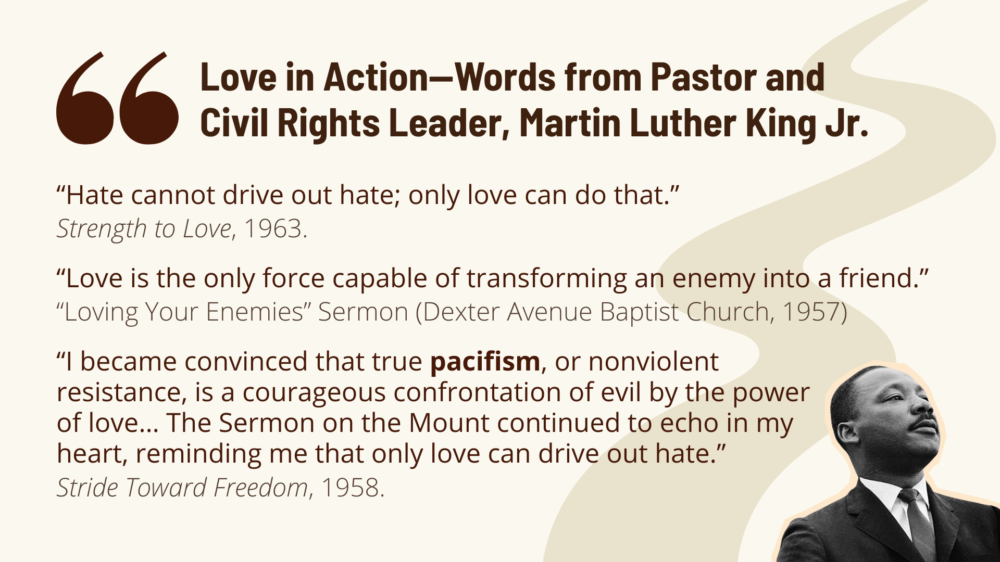 Love in Action—Words from Pastor and
Civil Rights Leader, Martin Luther King Jr.
“Hate cannot drive out hate; only love can do that.”
Strength to Love, 1963.
“Love is the only force capable of transforming an enemy into a friend.”
“Loving Your Enemies” Sermon (Dexter Avenue Baptist Church, 1957)
“I became convinced that true pacifism, or nonviolent
resistance, is a courageous confrontation of evil by the power
of love... The Sermon on the Mount continued to echo in my
heart, reminding me that only love can drive out hate.”
Stride Toward Freedom, 1958.